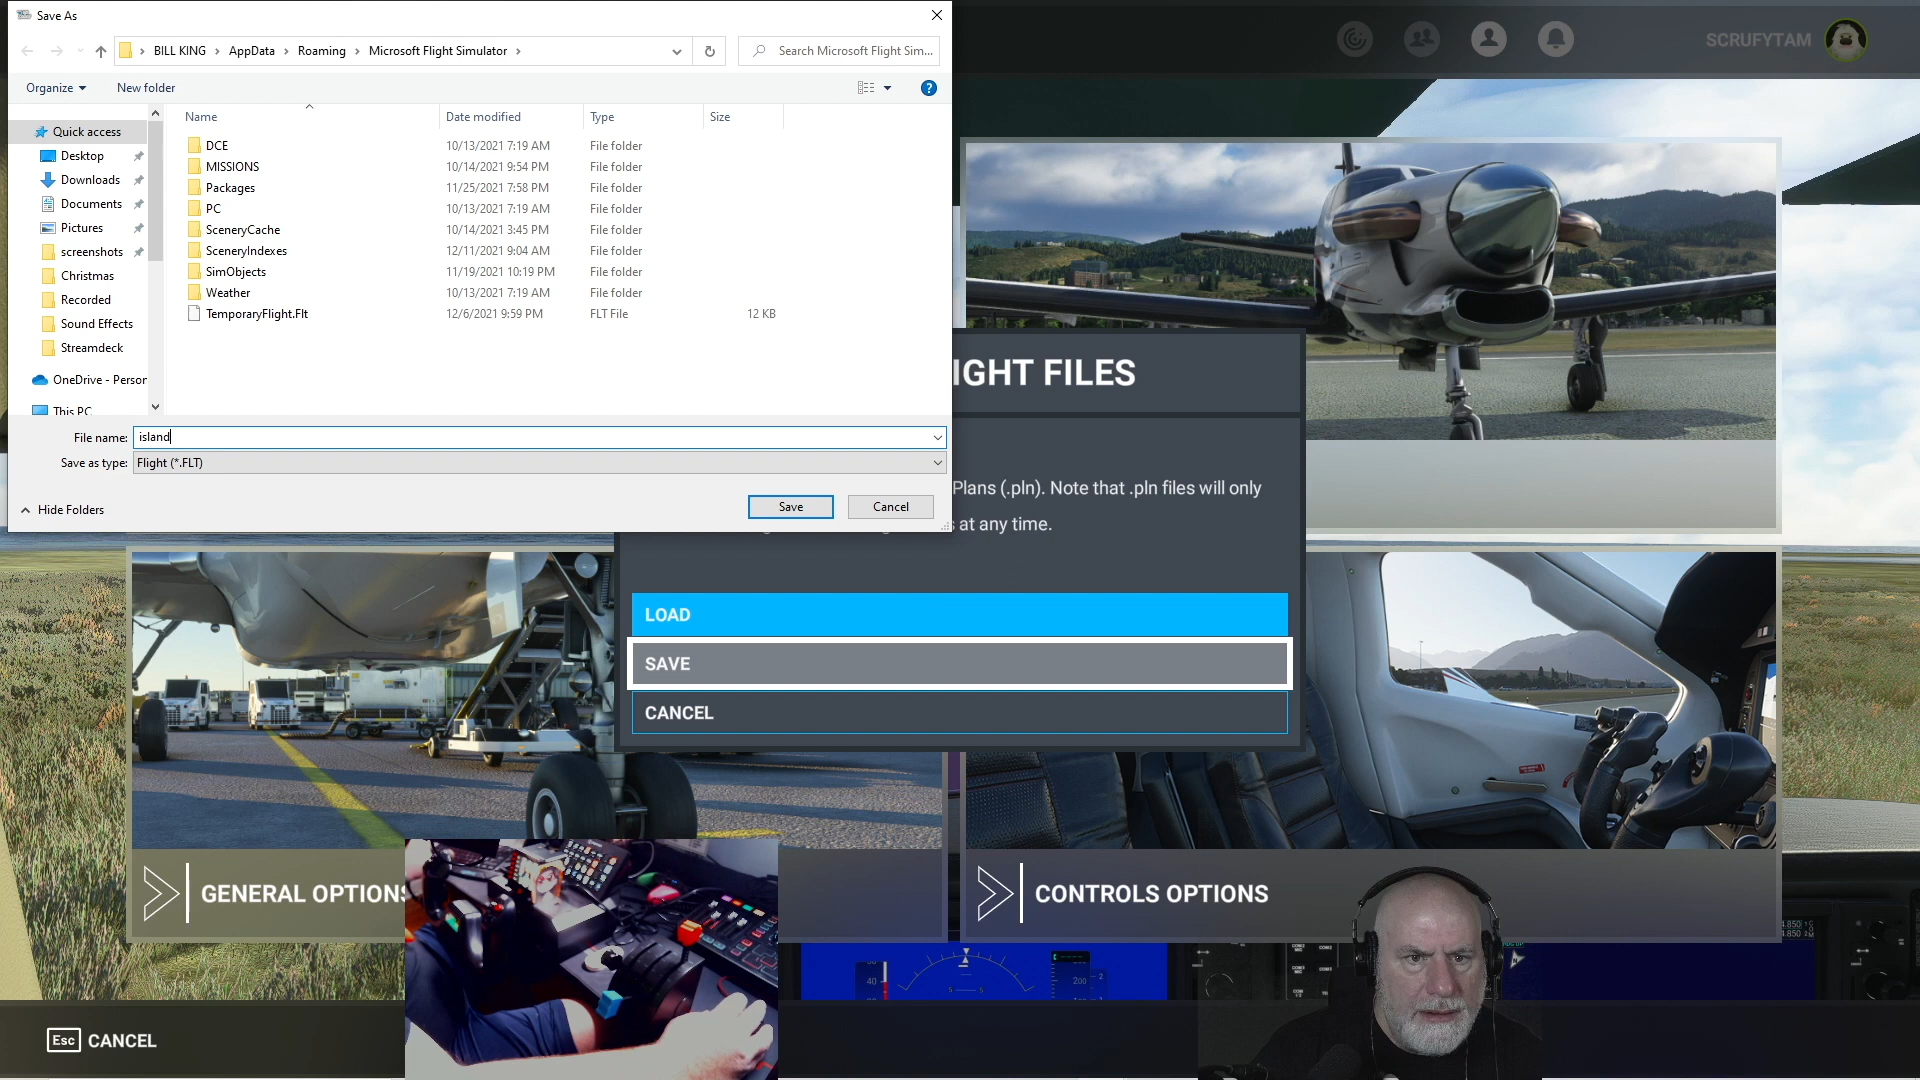 Save As
BILL KING
AppData
Roaming
Microsoft Flight Simulator
Search Microsoft Flight Sim...
SCRUFYTAM
Organize
New folder
Name
Date modified
Type
Size
Quick access
Desktop
Downloads
Documents
Pictures
screenshots
Christmas
Recorded
Sound Effects
Streamdeck
OneDrive - Person
This PC
DCE 10/13/2021 7:19 AM File folder
MISSIONS 10/14/2021 9:54 PM File folder
Packages 11/25/2021 7:58 PM File folder
PC 10/13/2021 7:19 AM File folder
SceneryCache 10/14/2021 3:45 PM File folder
SceneryIndexes 12/11/2021 9:04 AM File folder
SimObjects 11/19/2021 10:19 PM File folder
Weather 10/13/2021 7:19 AM File folder
TemporaryFlight.Flt 12/6/2021 9:59 PM FLT File 12 KB
File name: island
Save as type: Flight (*.FLT)
Hide Folders
Save
Cancel
IGHT FILES
Plans (.pln). Note that .pln files will only
s at any time.
LOAD
SAVE
CANCEL
GENERAL OPTIONS
CONTROLS OPTIONS
40
5 5
200
2
Esc CANCEL